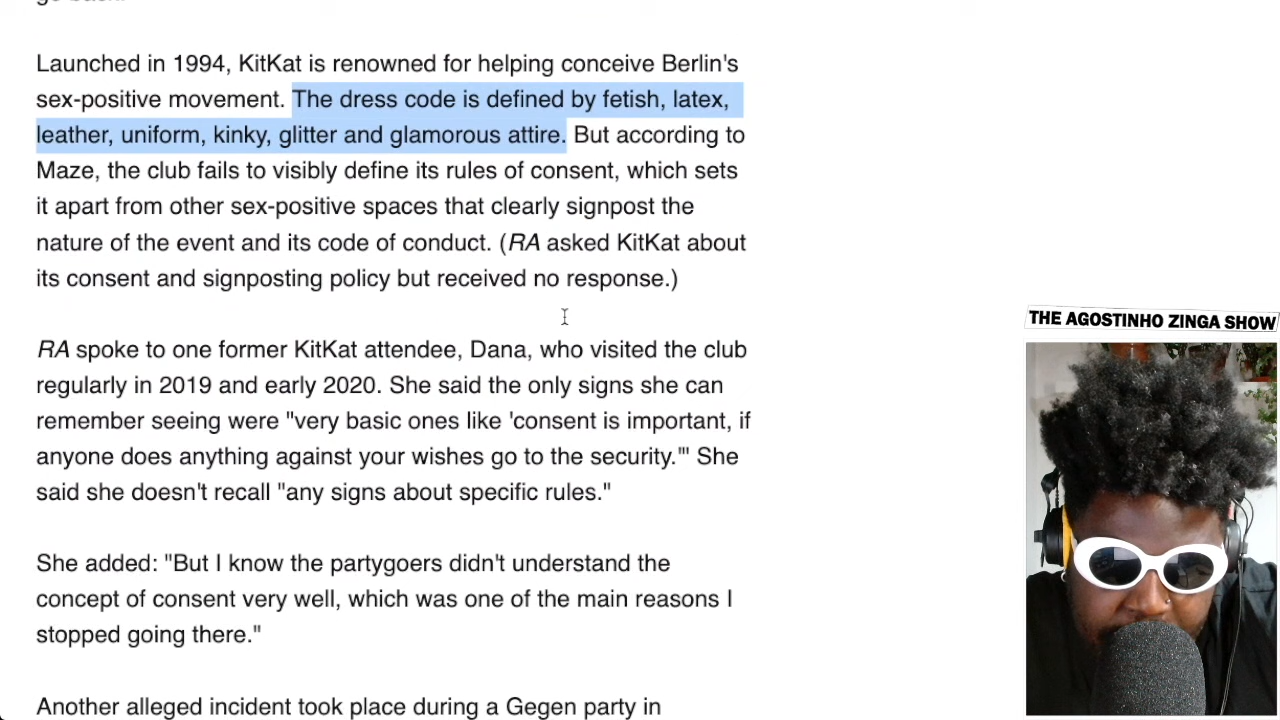 Launched in 1994, KitKat is renowned for helping conceive Berlin's
sex-positive movement. The dress code is defined by fetish, latex,
leather, uniform, kinky, glitter and glamorous attire. But according to
Maze, the club fails to visibly define its rules of consent, which sets
it apart from other sex-positive spaces that clearly signpost the
nature of the event and its code of conduct. (RA asked KitKat about
its consent and signposting policy but received no response.)
RA spoke to one former KitKat attendee, Dana, who visited the club
regularly in 2019 and early 2020. She said the only signs she can
remember seeing were "very basic ones like 'consent is important, if
anyone does anything against your wishes go to the security.'" She
said she doesn't recall "any signs about specific rules."
She added: "But I know the partygoers didn't understand the
concept of consent very well, which was one of the main reasons I
stopped going there."
Another alleged incident took place during a Gegen party in
THE AGOSTINHO ZINGA SHOW